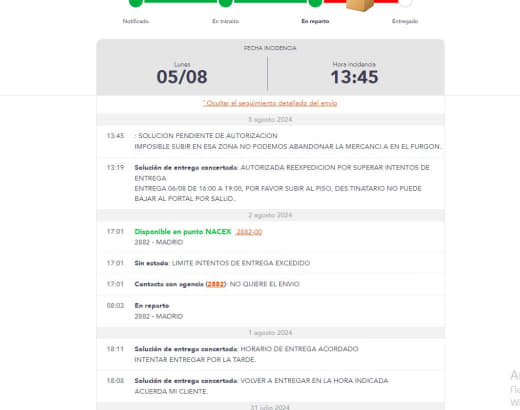 Notificado
En tránsito
En reparto
Entregado
FECHA INCIDENCIA
Lunes
05/08
Hora incidencia
13:45
Ocultar el seguimiento detallado del envío
5 agosto 2024
13:45 : SOLUCION PENDIENTE DE AUTORIZACION
IMPOSIBLE SUBIR EN ESA ZONA NO PODEMOS ABANDONAR LA MERCANCI.A EN EL FURGON.
13:19 Solución de entrega concertada: AUTORIZADA REEXPEDICION POR SUPERAR INTENTOS DE
ENTREGA
ENTREGA 06/08 DE 16:00 A 19:00, POR FAVOR SUBIR AL PISO, DES.TINATARIO NO PUEDE
BAJAR AL PORTAL POR SALUD..
2 agosto 2024
17:01 Disponible en punto NACEX 2882-00
2882 - MADRID
17:01 Sin estado: LIMITE INTENTOS DE ENTREGA EXCEDIDO
17:01 Contacta con agencia (2882): NO QUIERE EL ENVIO
08:03 En reparto
2882 - MADRID
1 agosto 2024
18:11 Solución de entrega concertada: HORARIO DE ENTREGA ACORDADO
INTENTAR ENTREGAR POR LA TARDE.
18:08 Solución de entrega concertada: VOLVER A ENTREGAR EN LA HORA INDICADA
ACUERDA MI CLIENTE.
31 julio 2024